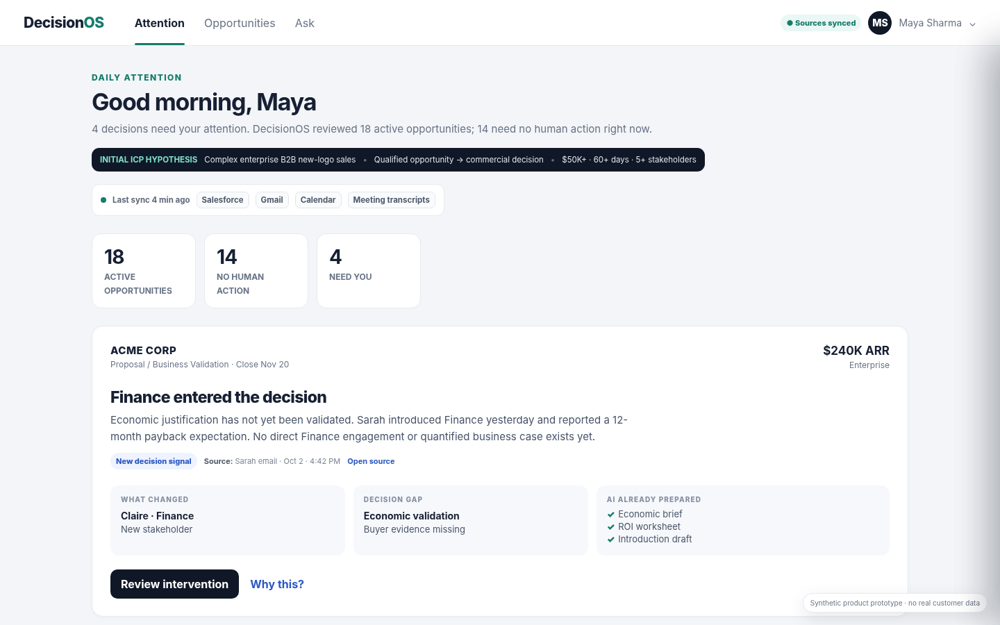 DecisionOS
Attention
Opportunities
Ask
Sources synced
MS
Maya Sharma
DAILY ATTENTION
Good morning, Maya
4 decisions need your attention. DecisionOS reviewed 18 active opportunities; 14 need no human action right now.
INITIAL ICP HYPOTHESIS Complex enterprise B2B new-logo sales • Qualified opportunity → commercial decision • $50K+ · 60+ days · 5+ stakeholders
Last sync 4 min ago Salesforce Gmail Calendar Meeting transcripts
18
ACTIVE
OPPORTUNITIES
14
NO HUMAN
ACTION
4
NEED YOU
ACME CORP
Proposal / Business Validation · Close Nov 20
$240K ARR
Enterprise
Finance entered the decision
Economic justification has not yet been validated. Sarah introduced Finance yesterday and reported a 12-
month payback expectation. No direct Finance engagement or quantified business case exists yet.
New decision signal Source: Sarah email · Oct 2 · 4:42 PM Open source
WHAT CHANGED
Claire · Finance
New stakeholder
DECISION GAP
Economic validation
Buyer evidence missing
AI ALREADY PREPARED
✓ Economic brief
✓ ROI worksheet
✓ Introduction draft
Review intervention
Why this?
Synthetic product prototype · no real customer data